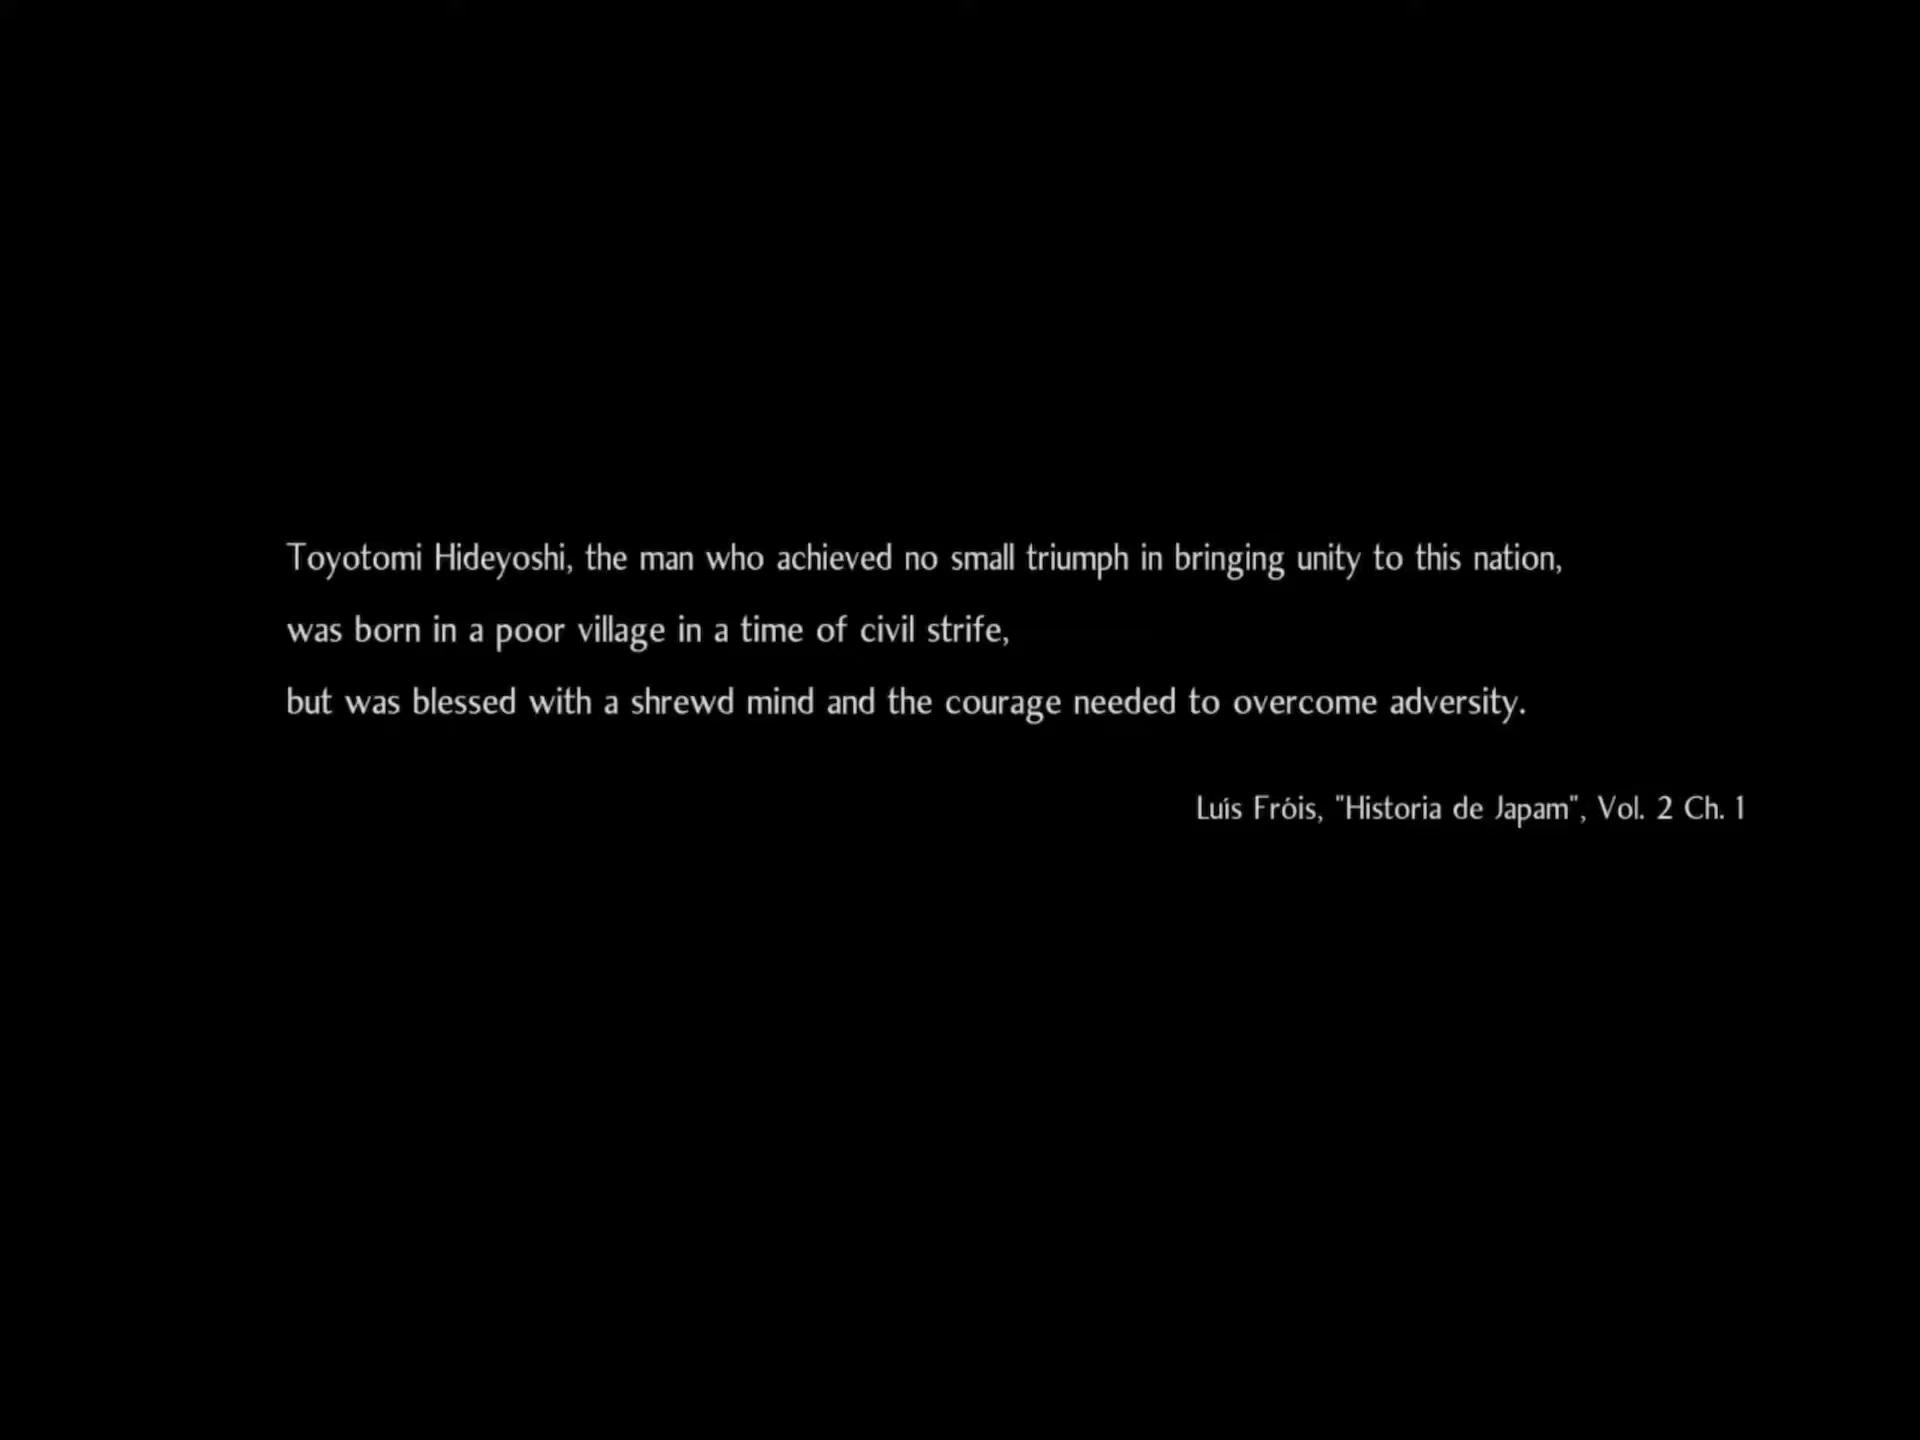 Toyotomi Hideyoshi, the man who achieved no small triumph in bringing unity to this nation,
was born in a poor village in a time of civil strife,
but was blessed with a shrewd mind and the courage needed to overcome adversity.
Luís Fróis, "Historia de Japam", Vol. 2 Ch. 1